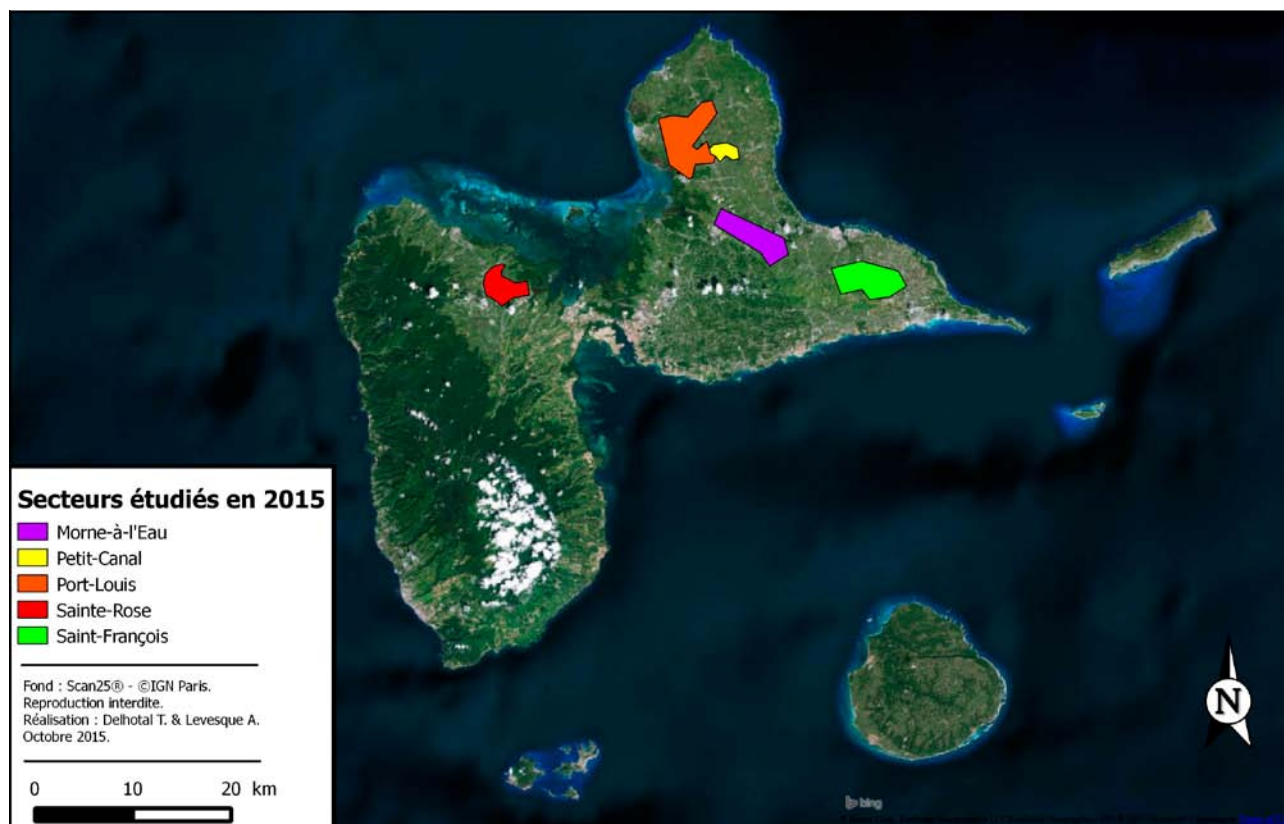 Secteurs étudiés en 2015
Morne-à-l'Eau
Petit-Canal
Port-Louis
Sainte-Rose
Saint-François
Fond : Scan25® - ©IGN Paris.
Reproduction interdite.
Réalisation : Delhotal T. & Levesque A.
Octobre 2015.
0 10 20 km
N
bing